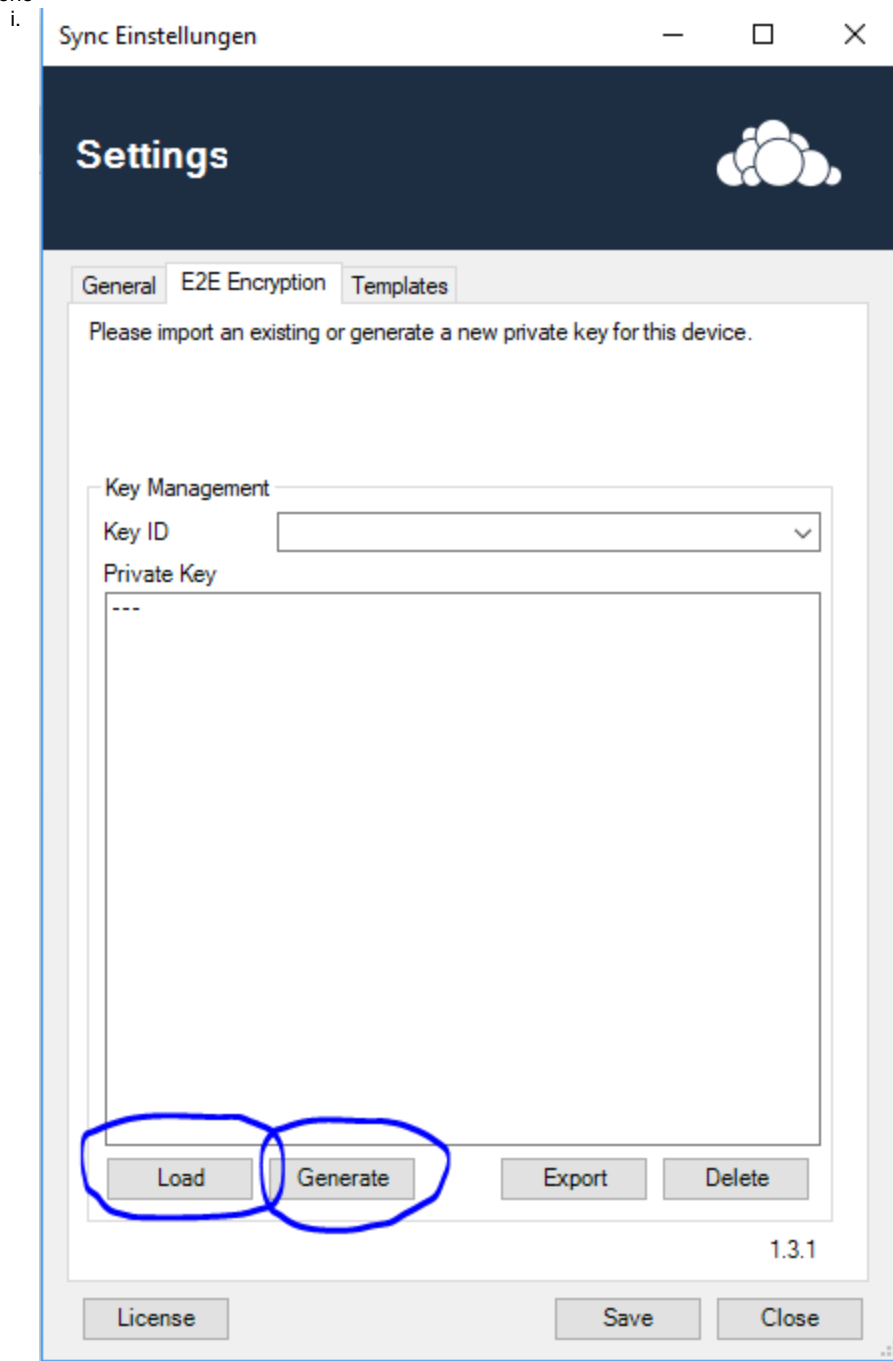 i.
Sync Einstellungen
Settings
General E2E Encryption Templates
Please import an existing or generate a new private key for this device.
Key Management
Key ID
Private Key
---
Load Generate Export Delete
1.3.1
License Save Close